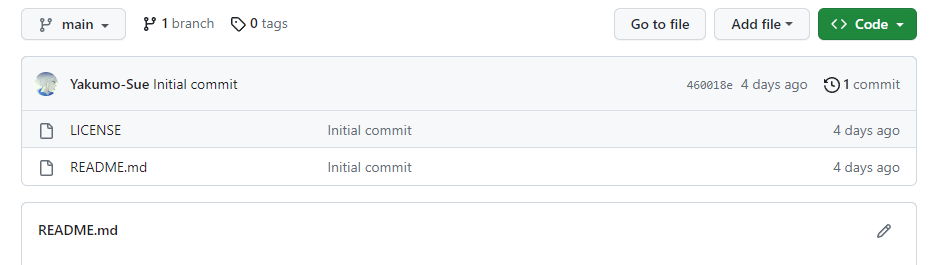 main 1 branch 0 tags Go to file Add file Code
Yakumo-Sue Initial commit 460018e 4 days ago 1 commit
LICENSE Initial commit 4 days ago
README.md Initial commit 4 days ago
README.md